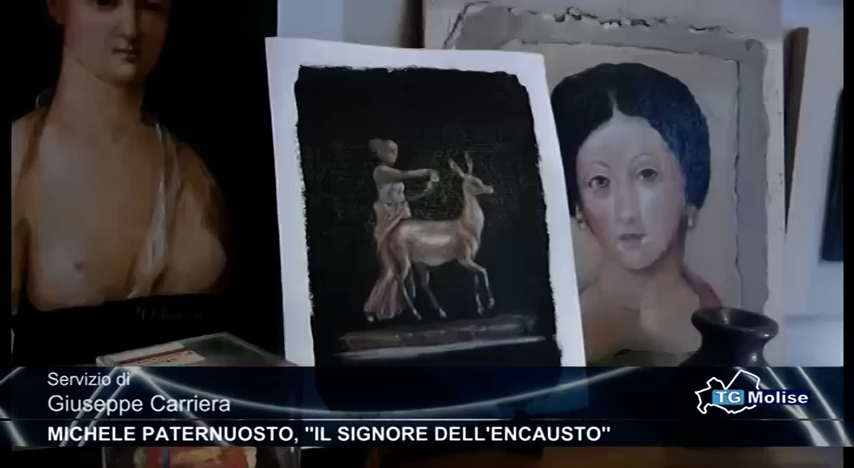 Servizio di
Giuseppe Carriera
TG Molise
MICHELE PATERNUOSTO, "IL SIGNORE DELL'ENCAUSTO"